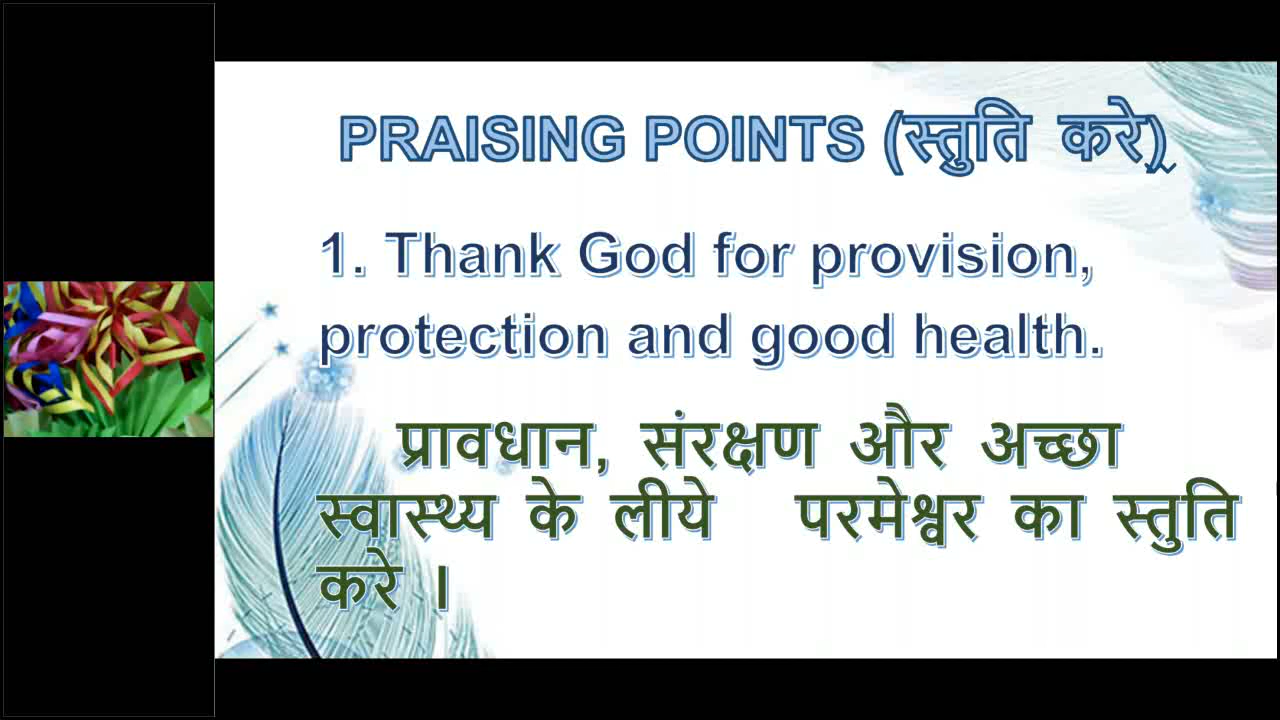 PRAISING POINTS (स्तुति करे)
1. Thank God for provision,
protection and good health.
प्रावधान, संरक्षण और अच्छा
स्वास्थ्य के लीये परमेश्वर का स्तुति
करे ।